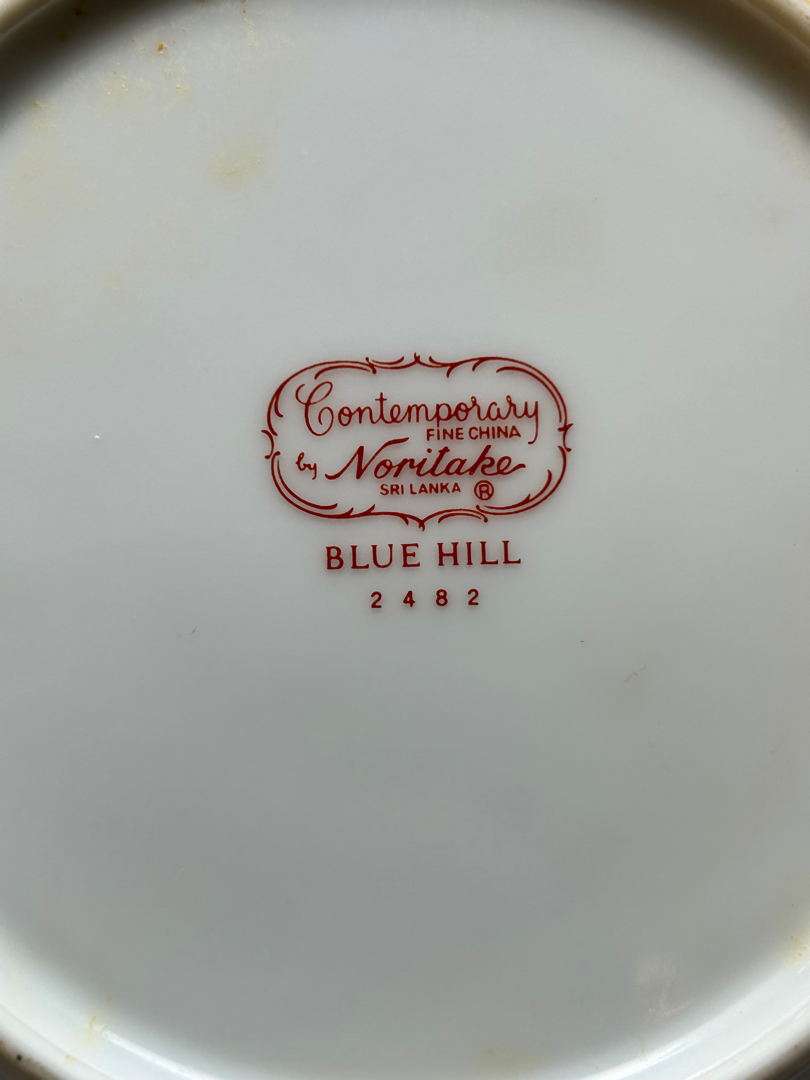 Contemporary
FINE CHINA
by Noritake
SRI LANKA ®
BLUE HILL
2482